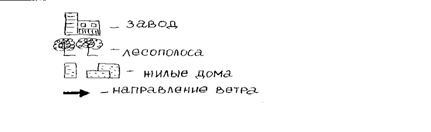 - ЗАВОД
- ЛЕСОПОЛОСА
- ЖИЛЫЕ ДОМА
- НАПРАВЛЕНИЕ ВЕТРА